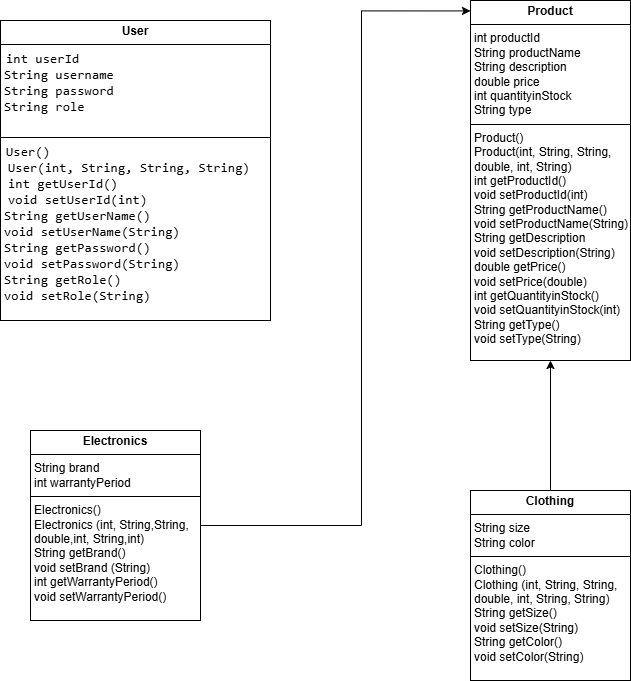 User
int userId
String username
String password
String role
User()
User(int, String, String, String)
int getUserId()
void setUserId(int)
String getUserName()
void setUserName(String)
String getPassword()
void setPassword(String)
String getRole()
void setRole(String)
Product
int productId
String productName
String description
double price
int quantityinStock
String type
Product()
Product(int, String, String,
double, int, String)
int getProductId()
void setProductId(int)
String getProductName()
void setProductName(String)
String getDescription
void setDescription(String)
double getPrice()
void setPrice(double)
int getQuantityinStock()
void setQuantityinStock(int)
String getType()
void setType(String)
Electronics
String brand
int warrantyPeriod
Electronics()
Electronics (int, String,String,
double,int, String,int)
String getBrand()
void setBrand (String)
int getWarrantyPeriod()
void setWarrantyPeriod()
Clothing
String size
String color
Clothing()
Clothing (int, String, String,
double, int, String, String)
String getSize()
void setSize(String)
String getColor()
void setColor(String)